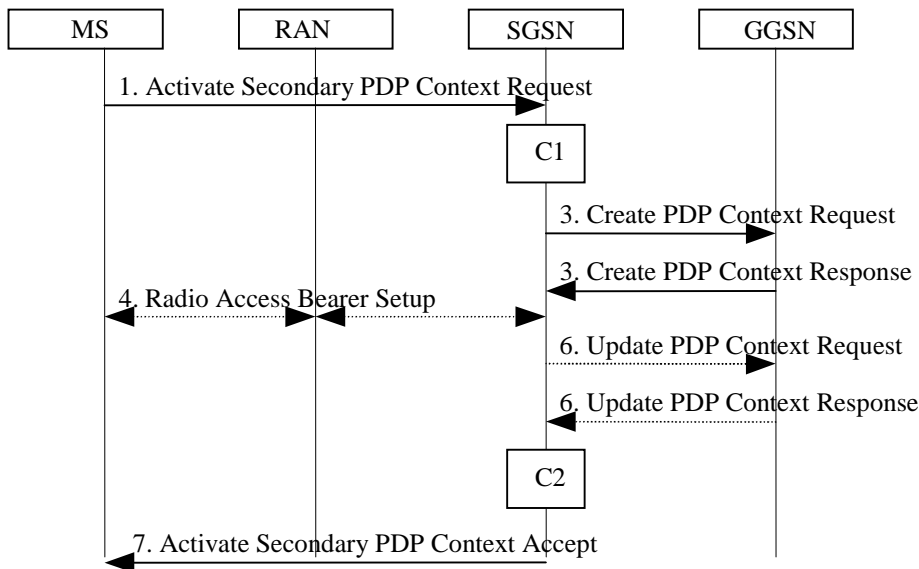 MS
RAN
SGSN
GGSN
1. Activate Secondary PDP Context Request
C1
3. Create PDP Context Request
3. Create PDP Context Response
4. Radio Access Bearer Setup
6. Update PDP Context Request
6. Update PDP Context Response
C2
7. Activate Secondary PDP Context Accept